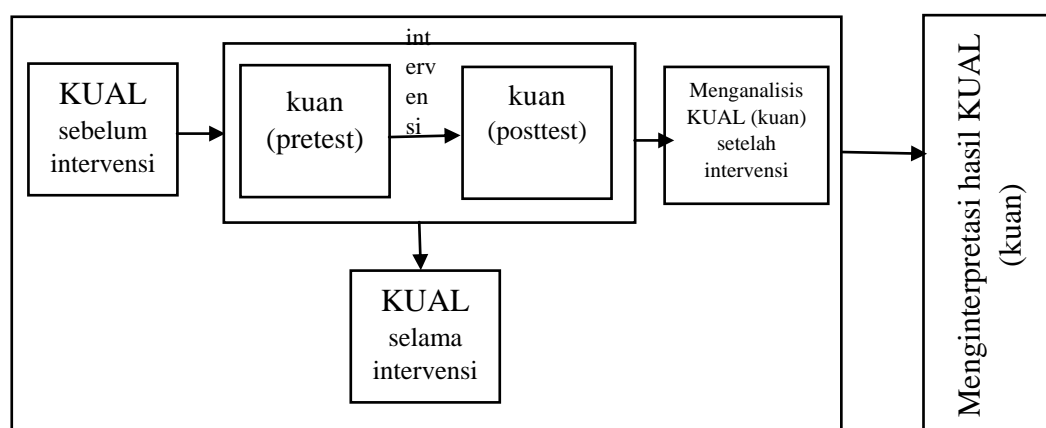 KUAL
sebelum
intervensi
kuan
(pretest)
int
erv
en
si
kuan
(posttest)
Menganalisis
KUAL (kuan)
setelah
intervensi
KUAL
selama
intervensi
Menginterpretasi hasil KUAL
(kuan)